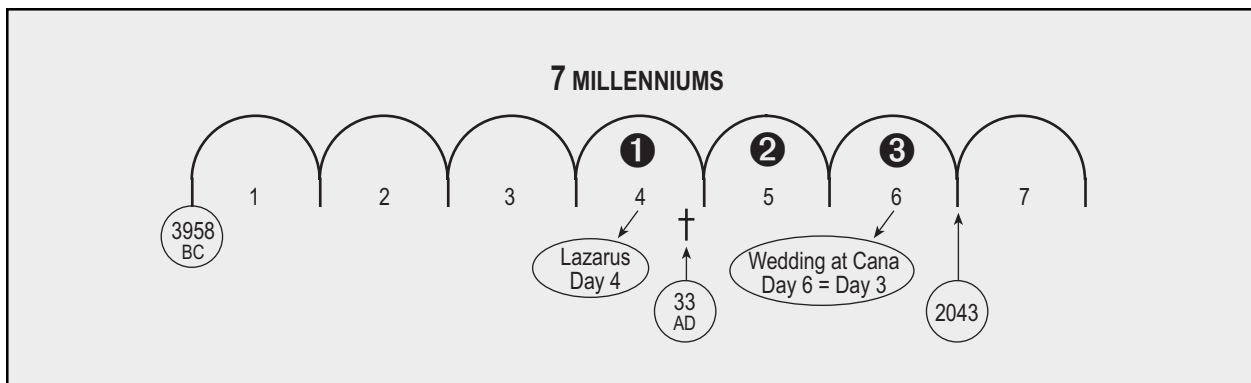 7 MILLENNIUMS
❶ ❷ ❸
1 2 3 4 5 6 7
3958
BC
Lazarus
Day 4
33
AD
Wedding at Cana
Day 6 = Day 3
2043